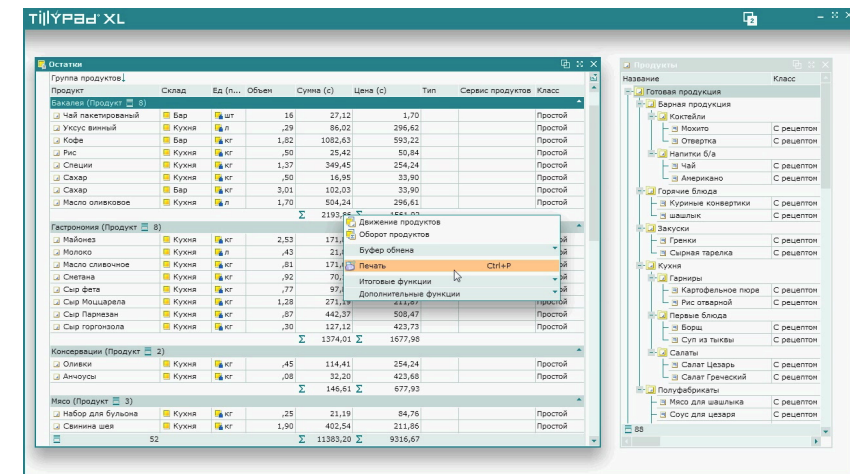 TillYPad XL
Остатки
Группа продуктов
Продукт Склад Ед (п... Объем Сумма (с) Цена (с) Тип Сервис продуктов Класс
Бакалея (Продукт 8)
Чай пакетированый Бар шт 16 27,12 1,70 Простой
Уксус винный Кухня л ,29 86,02 296,62 Простой
Кофе Бар кг 1,82 1082,63 593,22 Простой
Рис Кухня кг ,50 25,42 50,84 Простой
Специи Кухня кг 1,37 349,45 254,24 Простой
Сахар Кухня кг ,50 16,95 33,90 Простой
Сахар Бар кг 3,01 102,03 33,90 Простой
Масло оливковое Кухня л 1,70 504,24 296,61 Простой
Σ 2193,86 Σ
Гастрономия (Продукт 8)
Майонез Кухня кг 2,53
Молоко Кухня л ,43
Масло сливочное Кухня кг ,81
Сметана Кухня кг ,92
Сыр фета Кухня кг ,77
Сыр Моццарела Кухня кг 1,28 271,19 211,87 Простой
Сыр Пармезан Кухня кг ,87 442,37 508,47 Простой
Сыр горгонзола Кухня кг ,30 127,12 423,73 Простой
Σ 1374,01 Σ 1677,98
Консервации (Продукт 2)
Оливки Кухня кг ,45 114,41 254,24 Простой
Анчоусы Кухня кг ,08 32,20 423,68 Простой
Σ 146,61 Σ 677,93
Мясо (Продукт 3)
Набор для бульона Кухня кг ,25 21,19 84,76 Простой
Свинина шея Кухня кг 1,90 402,54 211,86 Простой
52 Σ 11383,20 Σ 9316,67
Движение продуктов
Оборот продуктов
Буфер обмена
Печать Ctrl+P
Итоговые функции
Дополнительные функции
Продукты
Название Класс
Готовая продукция
Барная продукция
Коктейли
Мохито С рецептом
Отвертка С рецептом
Напитки б/а
Чай С рецептом
Американо С рецептом
Горячие блюда
Куриные конвертики С рецептом
шашлык С рецептом
Закуски
Гренки С рецептом
Сырная тарелка С рецептом
Кухня
Гарниры
Картофельное пюре С рецептом
Рис отварной С рецептом
Первые блюда
Борщ С рецептом
Суп из тыквы С рецептом
Салаты
Салат Цезарь С рецептом
Салат Греческий С рецептом
Полуфабрикаты
Мясо для шашлыка С рецептом
Соус для цезаря С рецептом
88